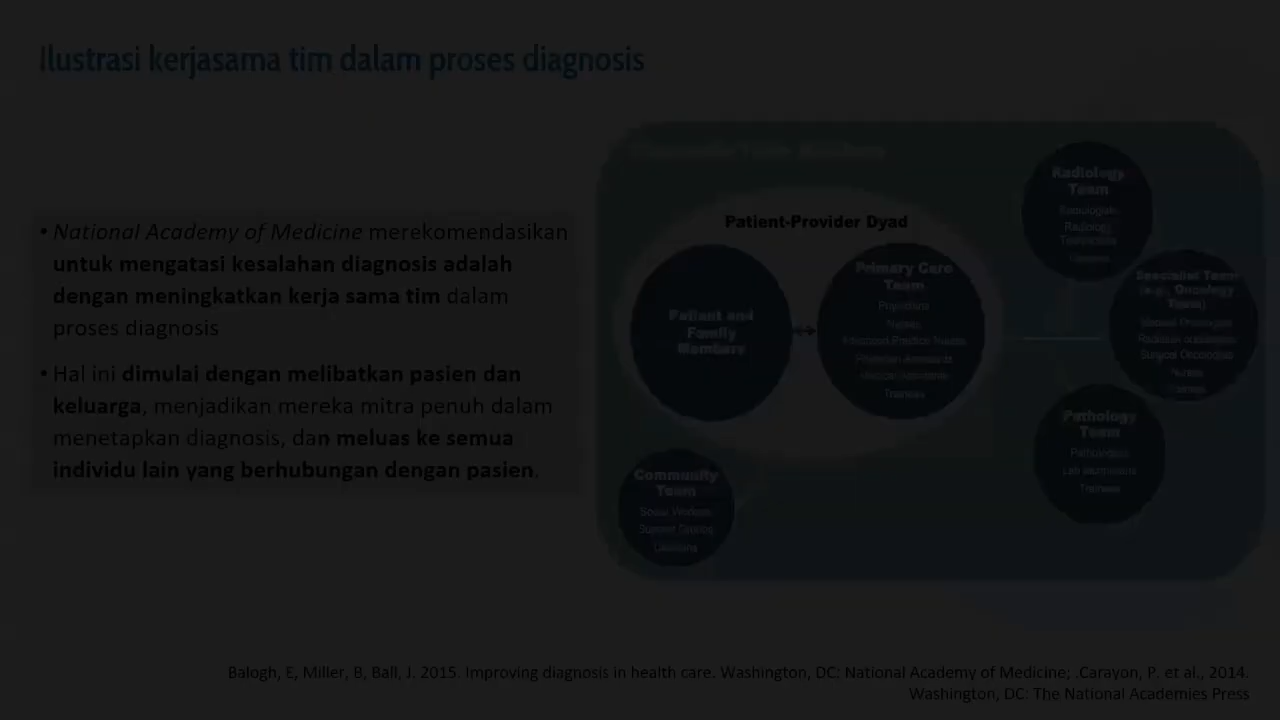 Ilustrasi kerjasama tim dalam proses diagnosis
• National Academy of Medicine merekomendasikan
untuk mengatasi kesalahan diagnosis adalah
dengan meningkatkan kerja sama tim dalam
proses diagnosis
• Hal ini dimulai dengan melibatkan pasien dan
keluarga, menjadikan mereka mitra penuh dalam
menetapkan diagnosis, dan meluas ke semua
individu lain yang berhubungan dengan pasien.
Patient-Provider Dyad
Patient and
Family
Members
Primary Care
Team
Physicians
Nurses
Advanced Practice Nurses
Physician Assistants
Medical Assistants
Trainees
Radiology
Team
Radiologists
Radiology
Technicians
Trainees
Specialist Team
(e.g., Oncology
Team)
Medical Oncologists
Radiation Oncologists
Surgical Oncologists
Nurses
Trainees
Pathology
Team
Pathologists
Lab Technicians
Trainees
Community
Team
Social Workers
Support Groups
Balogh, E, Miller, B, Ball, J. 2015. Improving diagnosis in health care. Washington, DC: National Academy of Medicine; .Carayon, P. et al., 2014.
Washington, DC: The National Academies Press